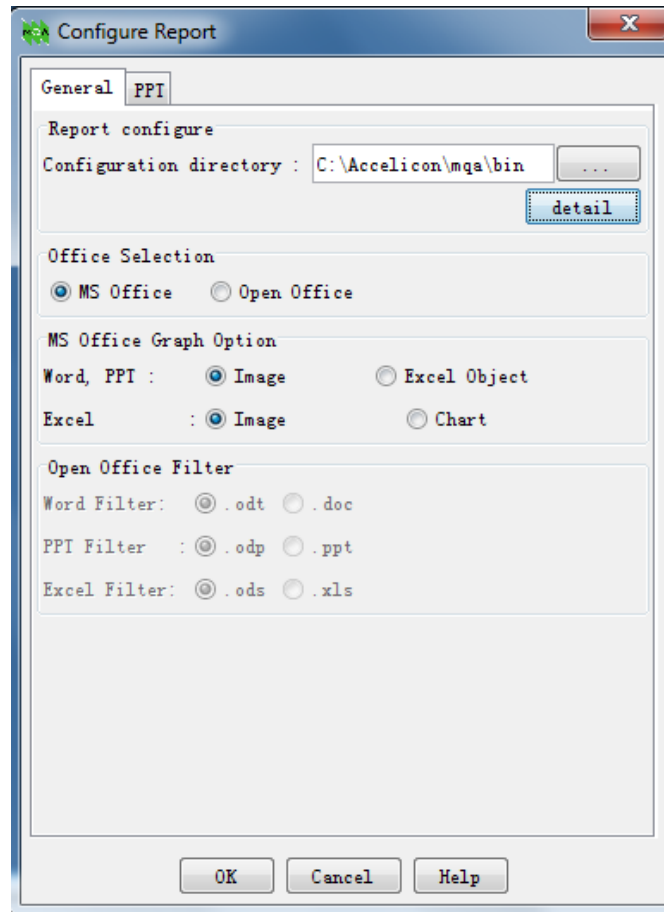 MQA Configure Report
General PPT
Report configure
Configuration directory : C:\Accelicon\mqa\bin ...
detail
Office Selection
MS Office Open Office
MS Office Graph Option
Word, PPT : Image Excel Object
Excel : Image Chart
Open Office Filter
Word Filter: .odt .doc
PPT Filter : .odp .ppt
Excel Filter: .ods .xls
OK Cancel Help